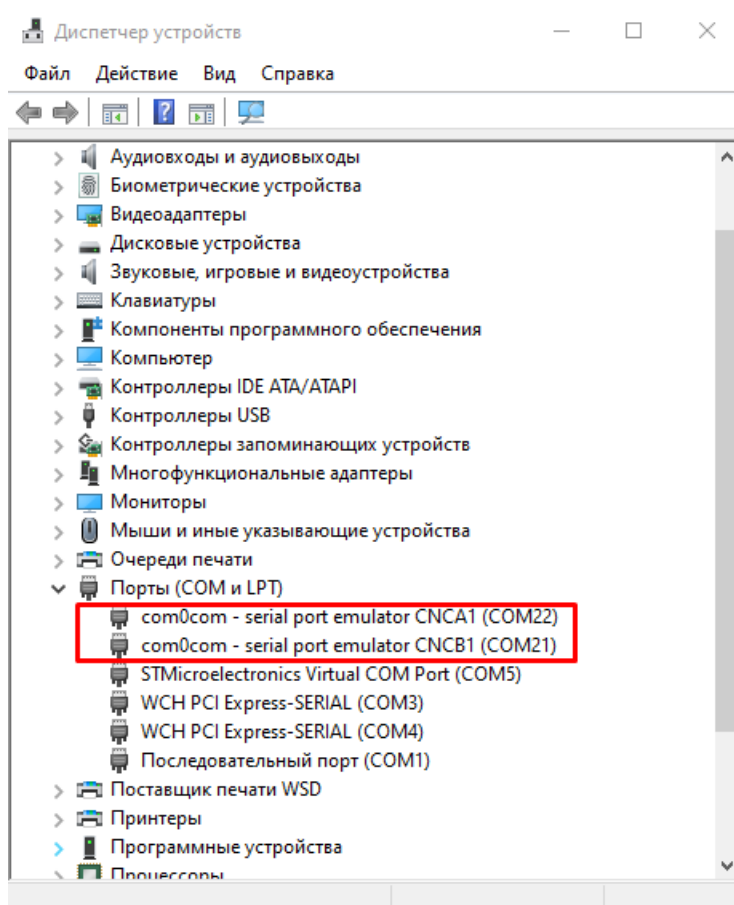 Диспетчер устройств
Файл Действие Вид Справка
Аудиовходы и аудиовыходы
Биометрические устройства
Видеоадаптеры
Дисковые устройства
Звуковые, игровые и видеоустройства
Клавиатуры
Компоненты программного обеспечения
Компьютер
Контроллеры IDE ATA/ATAPI
Контроллеры USB
Контроллеры запоминающих устройств
Многофункциональные адаптеры
Мониторы
Мыши и иные указывающие устройства
Очереди печати
Порты (COM и LPT)
com0com - serial port emulator CNCA1 (COM22)
com0com - serial port emulator CNCB1 (COM21)
STMicroelectronics Virtual COM Port (COM5)
WCH PCI Express-SERIAL (COM3)
WCH PCI Express-SERIAL (COM4)
Последовательный порт (COM1)
Поставщик печати WSD
Принтеры
Программные устройства
Процессоры